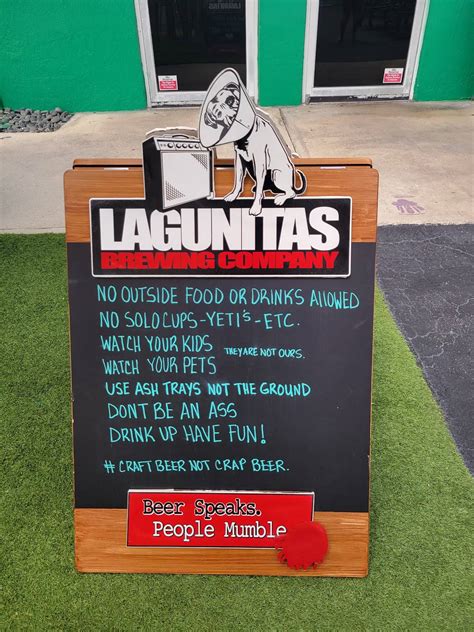 LAGUNITAS
BREWING COMPANY
NO OUTSIDE FOOD OR DRINKS AllOWED
NO SOLO CUPS-YETI'S-ETC.
WATCH YOUR KIDS
THEY ARE NOT OURS.
WATCH YOUR PETS
USE ASH TRAYS NOT THE GROUND
DONT BE AN ASS
DRINK UP HAVE FUN!
# CRAFT BEER NOT CRAP BEER.
Beer Speaks.
People Mumble